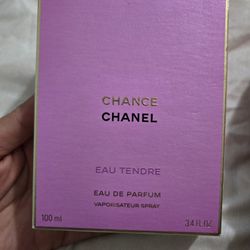 CHANCE
CHANEL
EAU TENDRE
EAU DE PARFUM
VAPORISATEUR SPRAY
100 ml 3.4 FL.OZ.